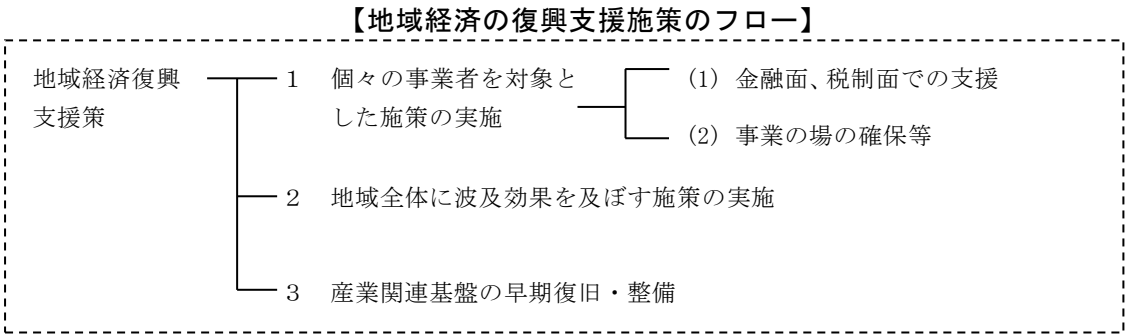 【地域経済の復興支援施策のフロー】
地域経済復興
支援策
１ 個々の事業者を対象と
した施策の実施
(1) 金融面、税制面での支援
(2) 事業の場の確保等
２ 地域全体に波及効果を及ぼす施策の実施
３ 産業関連基盤の早期復旧・整備